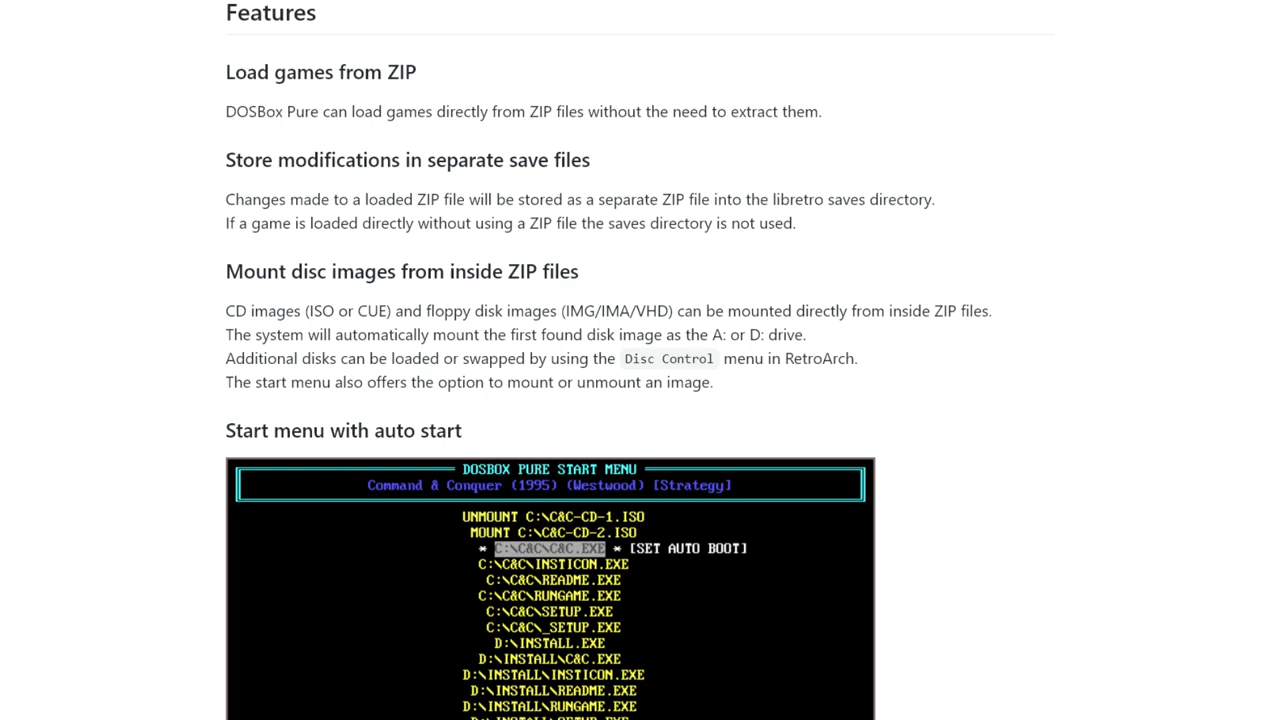 Features
Load games from ZIP
DOSBox Pure can load games directly from ZIP files without the need to extract them.
Store modifications in separate save files
Changes made to a loaded ZIP file will be stored as a separate ZIP file into the libretro saves directory.
If a game is loaded directly without using a ZIP file the saves directory is not used.
Mount disc images from inside ZIP files
CD images (ISO or CUE) and floppy disk images (IMG/IMA/VHD) can be mounted directly from inside ZIP files.
The system will automatically mount the first found disk image as the A: or D: drive.
Additional disks can be loaded or swapped by using the Disc Control menu in RetroArch.
The start menu also offers the option to mount or unmount an image.
Start menu with auto start
DOSBOX PURE START MENU
Command & Conquer (1995) (Westwood) [Strategy]
UNMOUNT C:\C&C-CD-1.ISO
MOUNT C:\C&C-CD-2.ISO
* C:\C&C\C&C.EXE * [SET AUTO BOOT]
C:\C&C\INSTICON.EXE
C:\C&C\README.EXE
C:\C&C\RUNGAME.EXE
C:\C&C\SETUP.EXE
C:\C&C\_SETUP.EXE
D:\INSTALL.EXE
D:\INSTALL\C&C.EXE
D:\INSTALL\INSTICON.EXE
D:\INSTALL\README.EXE
D:\INSTALL\RUNGAME.EXE
D:\INSTALL\SETUP.EXE